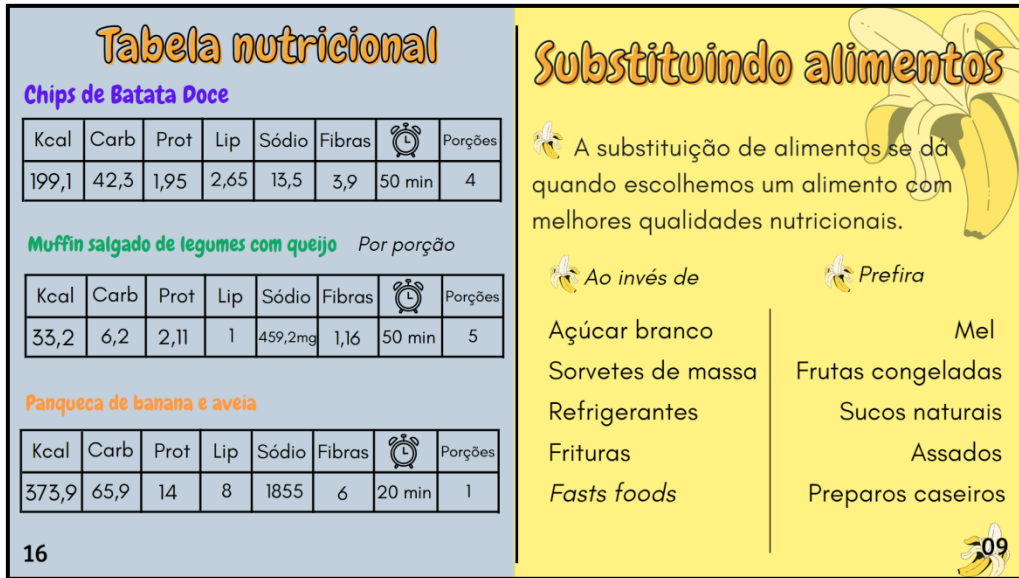 Tabela nutricional
Chips de Batata Doce
Kcal Carb Prot Lip Sódio Fibras Porções
199,1 42,3 1,95 2,65 13,5 3,9 50 min 4
Muffin salgado de legumes com queijo Por porção
Kcal Carb Prot Lip Sódio Fibras Porções
33,2 6,2 2,11 1 459,2mg 1,16 50 min 5
Panqueca de banana e aveia
Kcal Carb Prot Lip Sódio Fibras Porções
373,9 65,9 14 8 1855 6 20 min 1
16
Substituindo alimentos
A substituição de alimentos se dá
quando escolhemos um alimento com
melhores qualidades nutricionais.
Ao invés de Prefira
Açúcar branco Mel
Sorvetes de massa Frutas congeladas
Refrigerantes Sucos naturais
Frituras Assados
Fasts foods Preparos caseiros
09